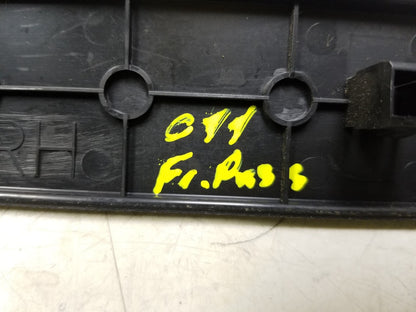 011
RH
Fr. Pass